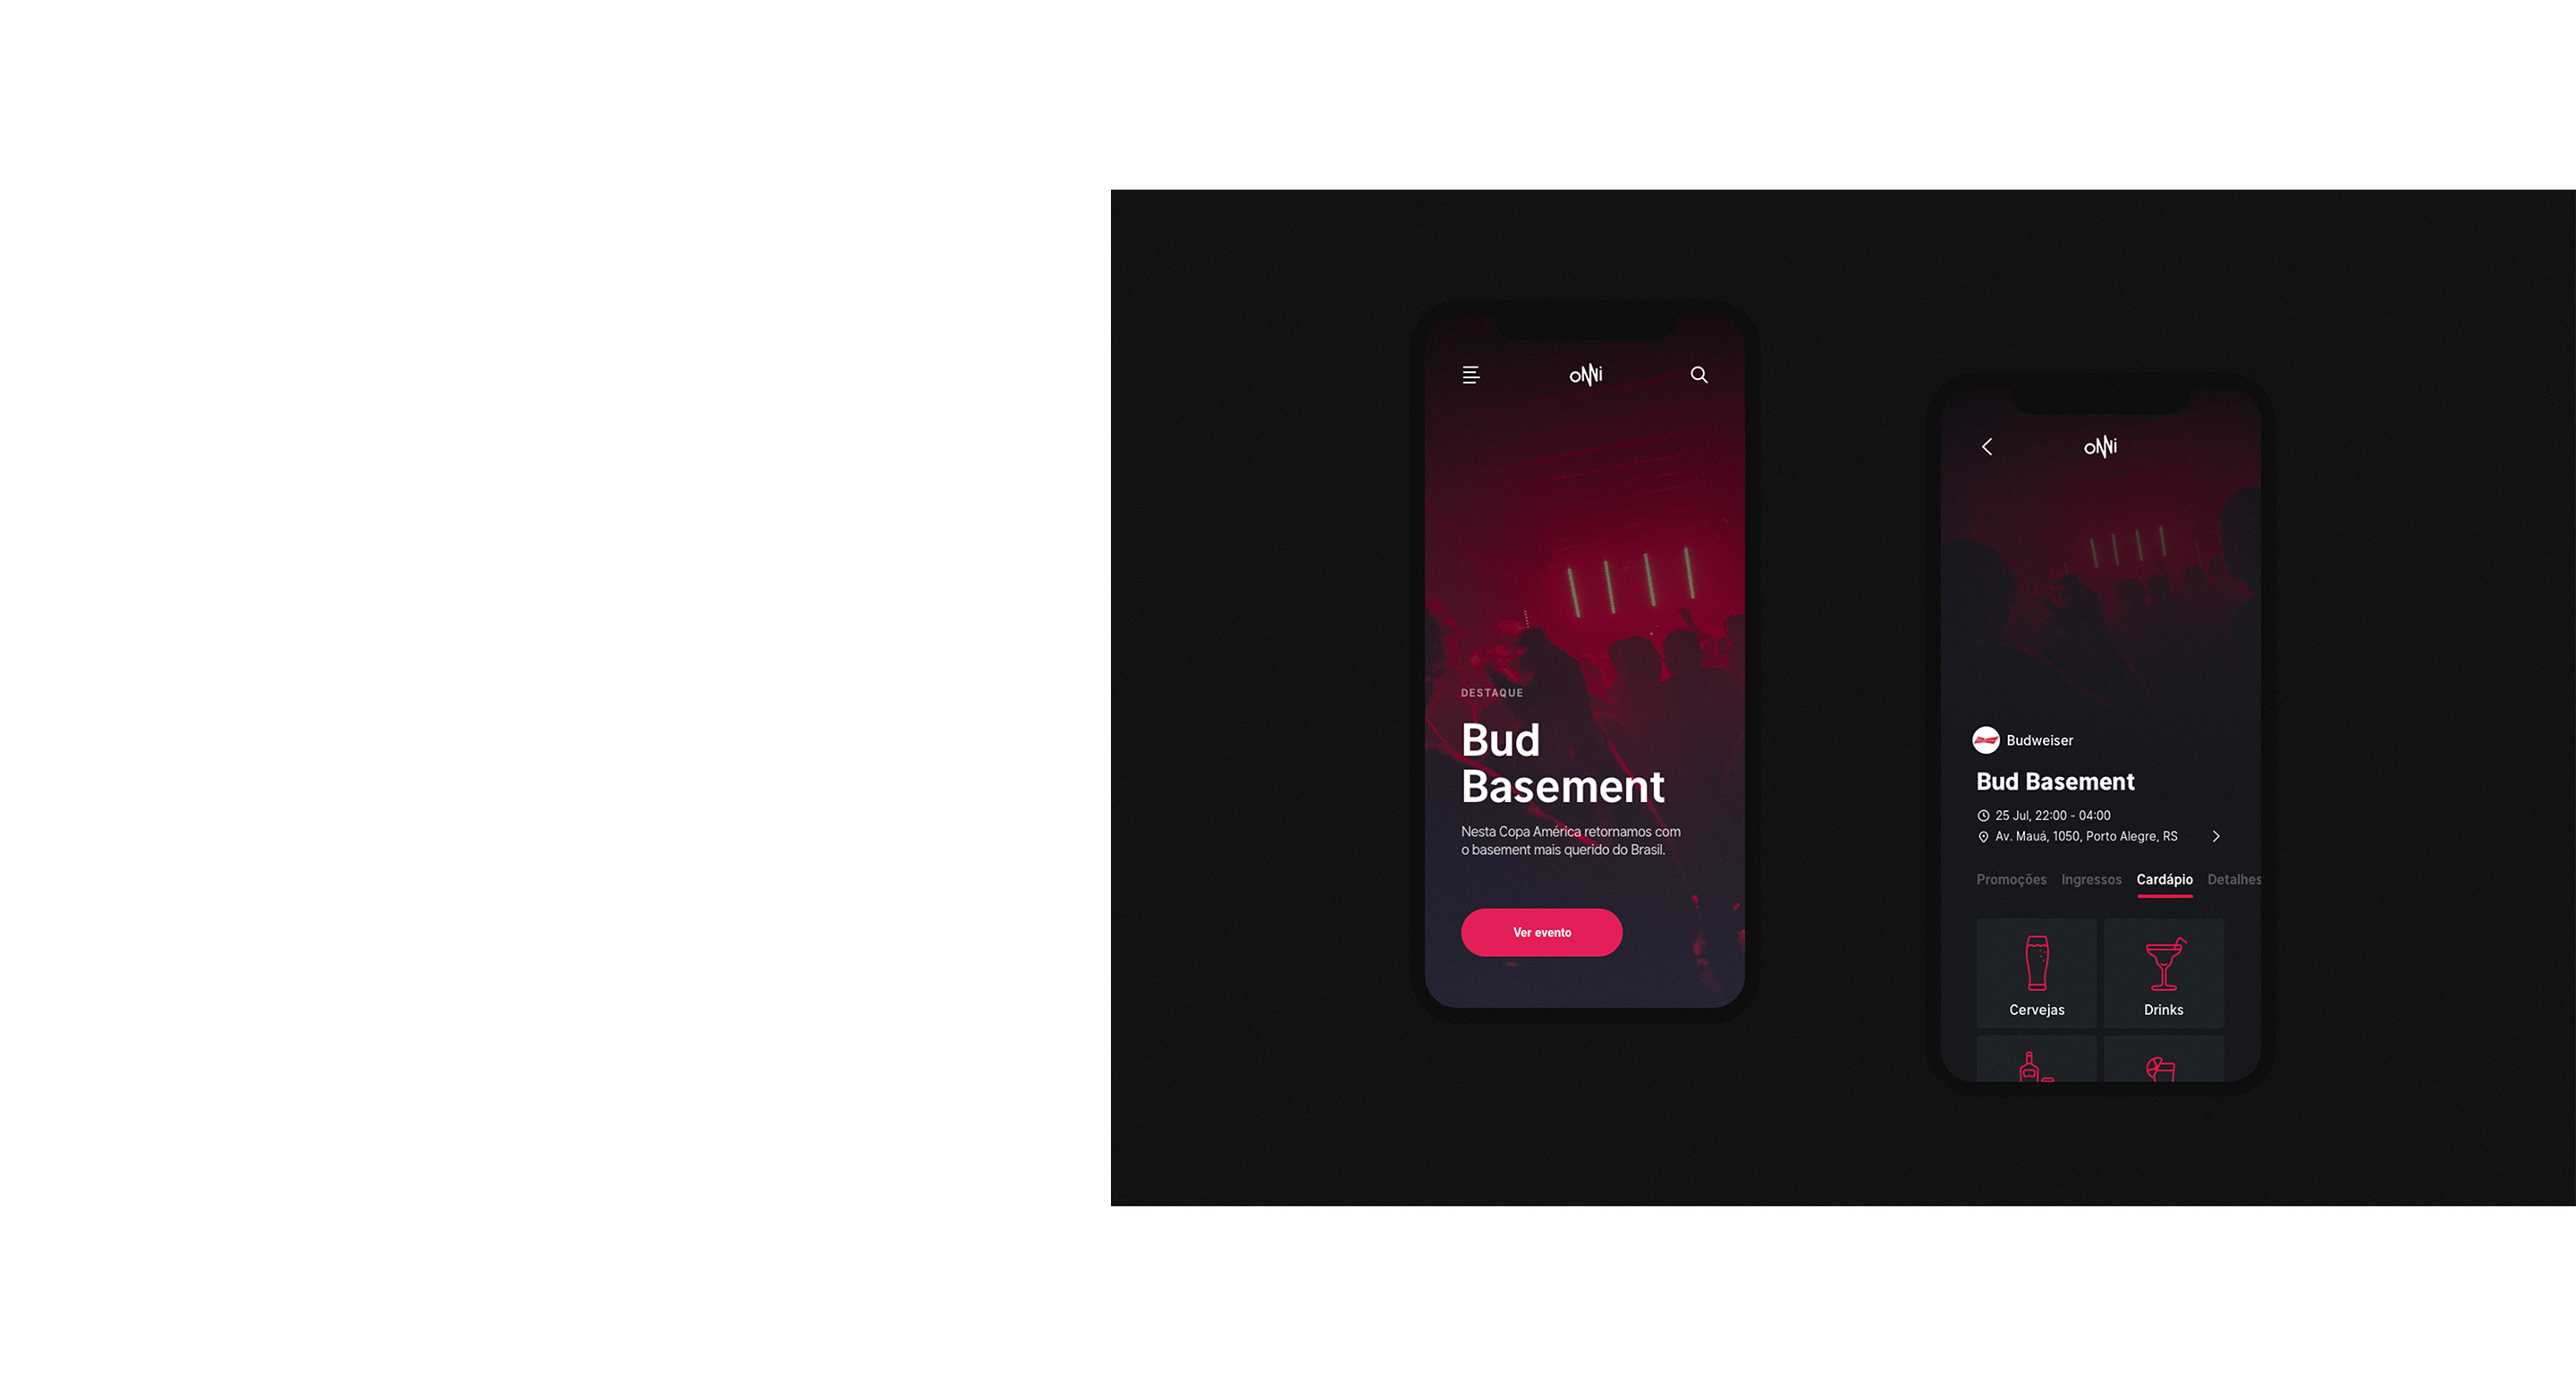 oNNi
DESTAQUE
Bud
Basement
Nesta Copa América retornamos com
o basement mais querido do Brasil.
Ver evento
oNNi
Budweiser
Bud Basement
25 Jul, 22:00 - 04:00
Av. Mauá, 1050, Porto Alegre, RS
Promoções Ingressos Cardápio Detalhes
Cervejas Drinks